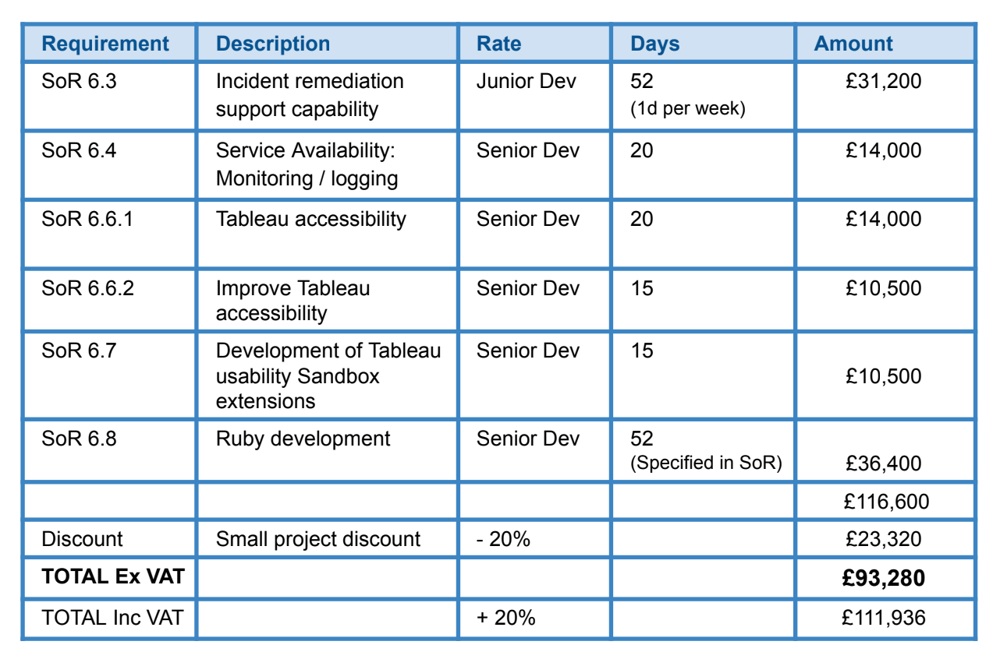 Requirement Description Rate Days Amount
SoR 6.3 Incident remediation Junior Dev 52 £31,200
support capability (1d per week)
SoR 6.4 Service Availability: Senior Dev 20 £14,000
Monitoring / logging
SoR 6.6.1 Tableau accessibility Senior Dev 20 £14,000
SoR 6.6.2 Improve Tableau Senior Dev 15 £10,500
accessibility
SoR 6.7 Development of Tableau Senior Dev 15
usability Sandbox £10,500
extensions
SoR 6.8 Ruby development Senior Dev 52
(Specified in SoR) £36,400
£116,600
Discount Small project discount - 20% £23,320
TOTAL Ex VAT £93,280
TOTAL Inc VAT + 20% £111,936